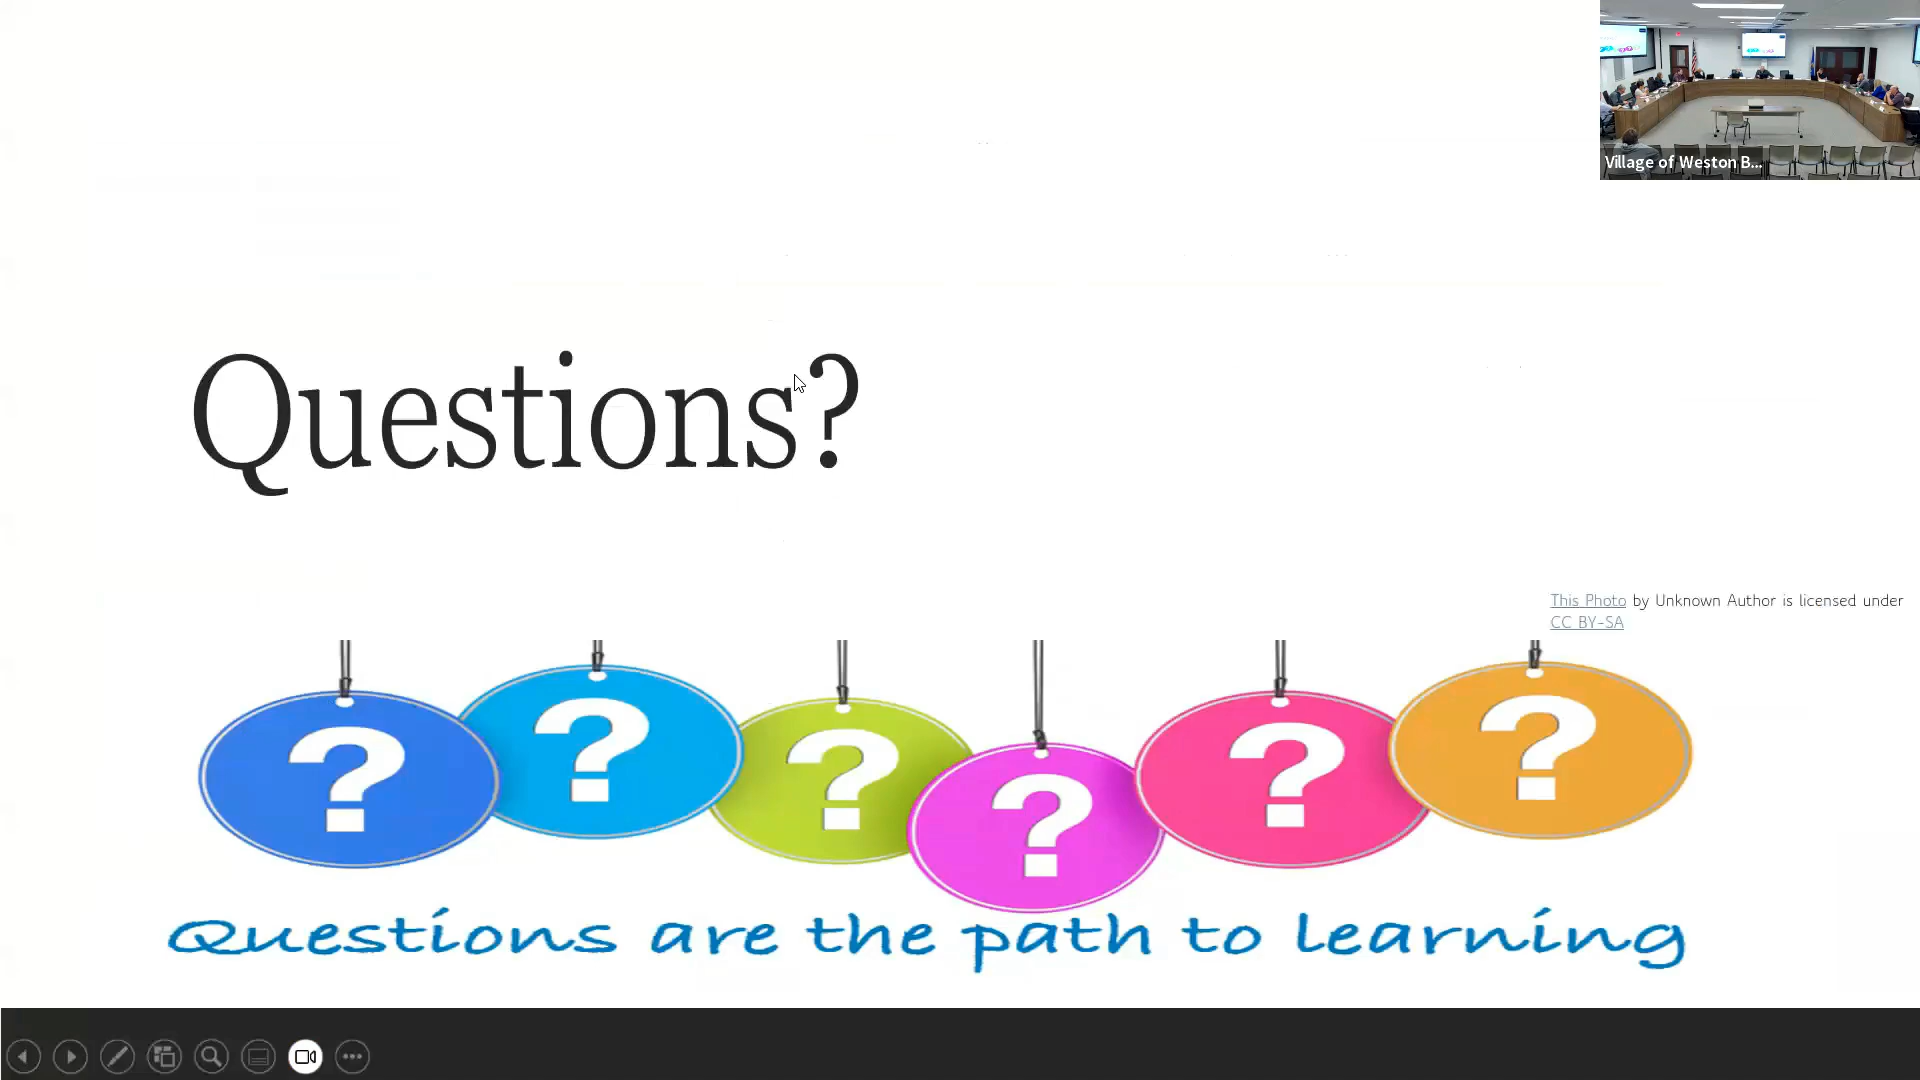 Village of Weston B...
Questions?
This Photo by Unknown Author is licensed under
CC BY-SA
? ? ? ? ? ?
Questions are the path to learning